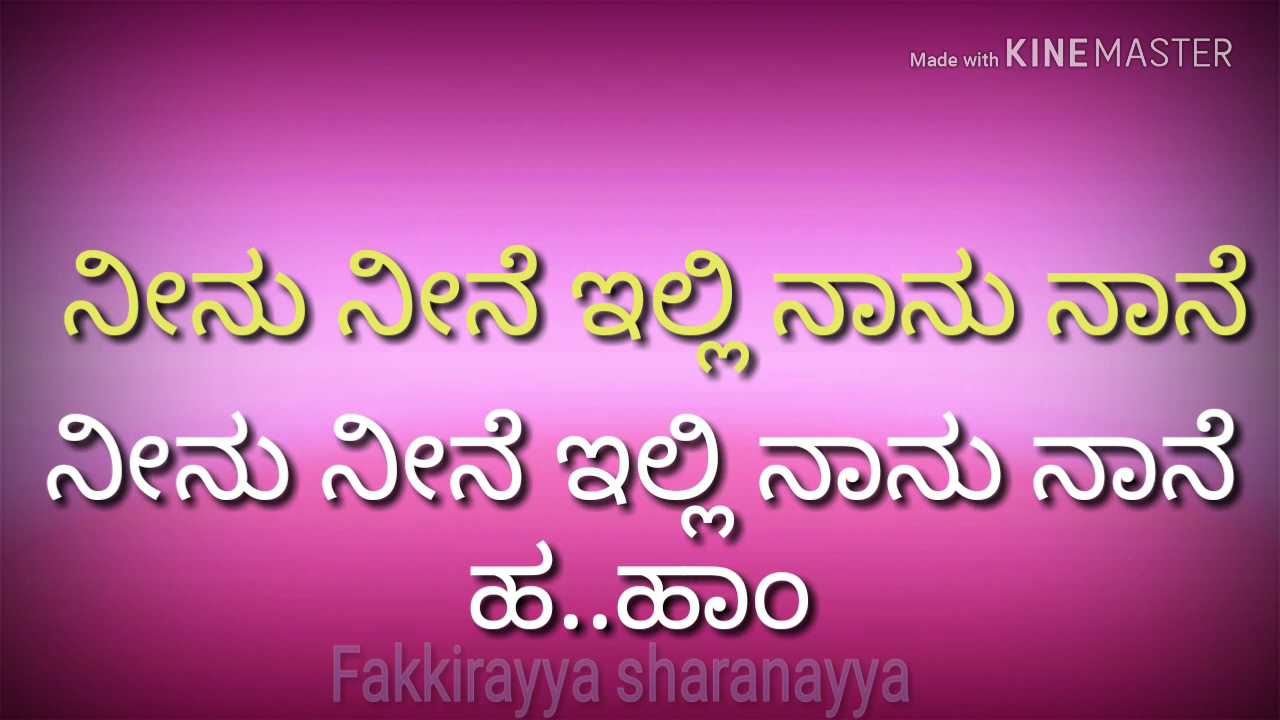 Made with KINEMASTER
ನೀನು ನೀನೆ ಇಲ್ಲಿ ನಾನು ನಾನೆ
ನೀನು ನೀನೆ ಇಲ್ಲಿ ನಾನು ನಾನೆ
ಹ..ಹಾಂ
Fakkirayya sharanayya